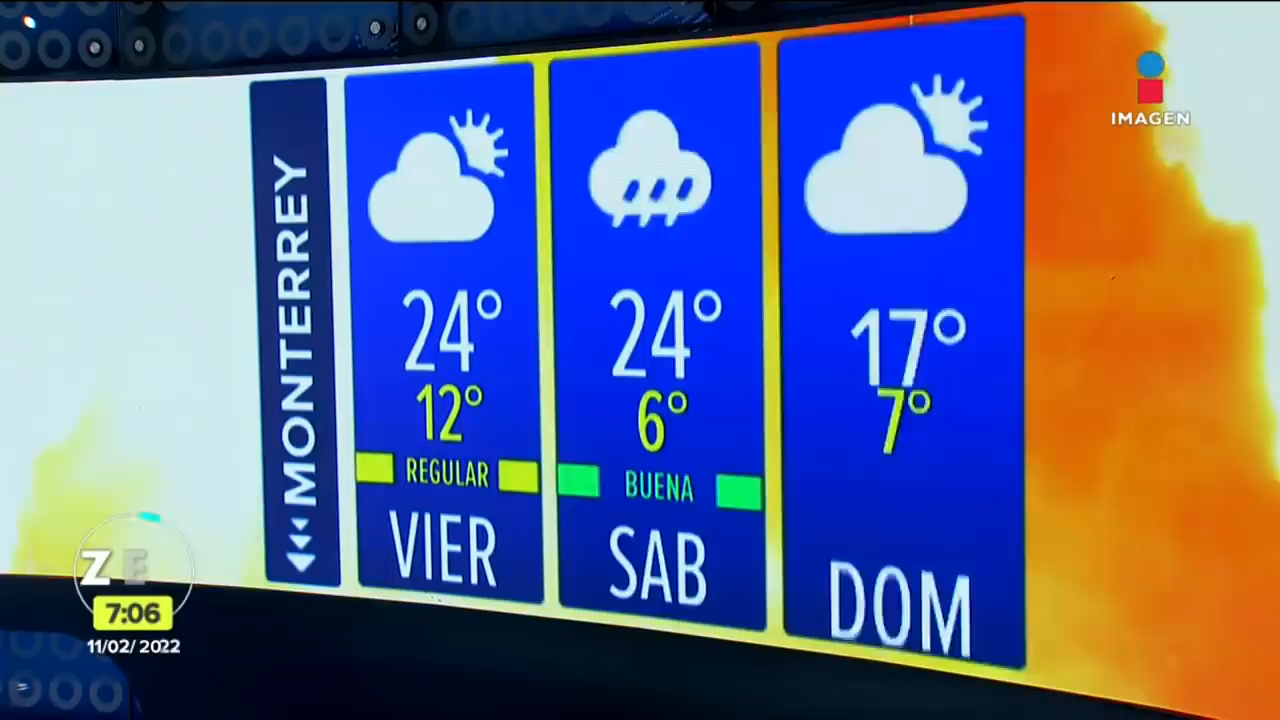 IMAGEN
MONTERREY
24°
12°
REGULAR
VIER
24°
6°
BUENA
SAB
17°
7°
DOM
Z E
7:06
11/02/2022